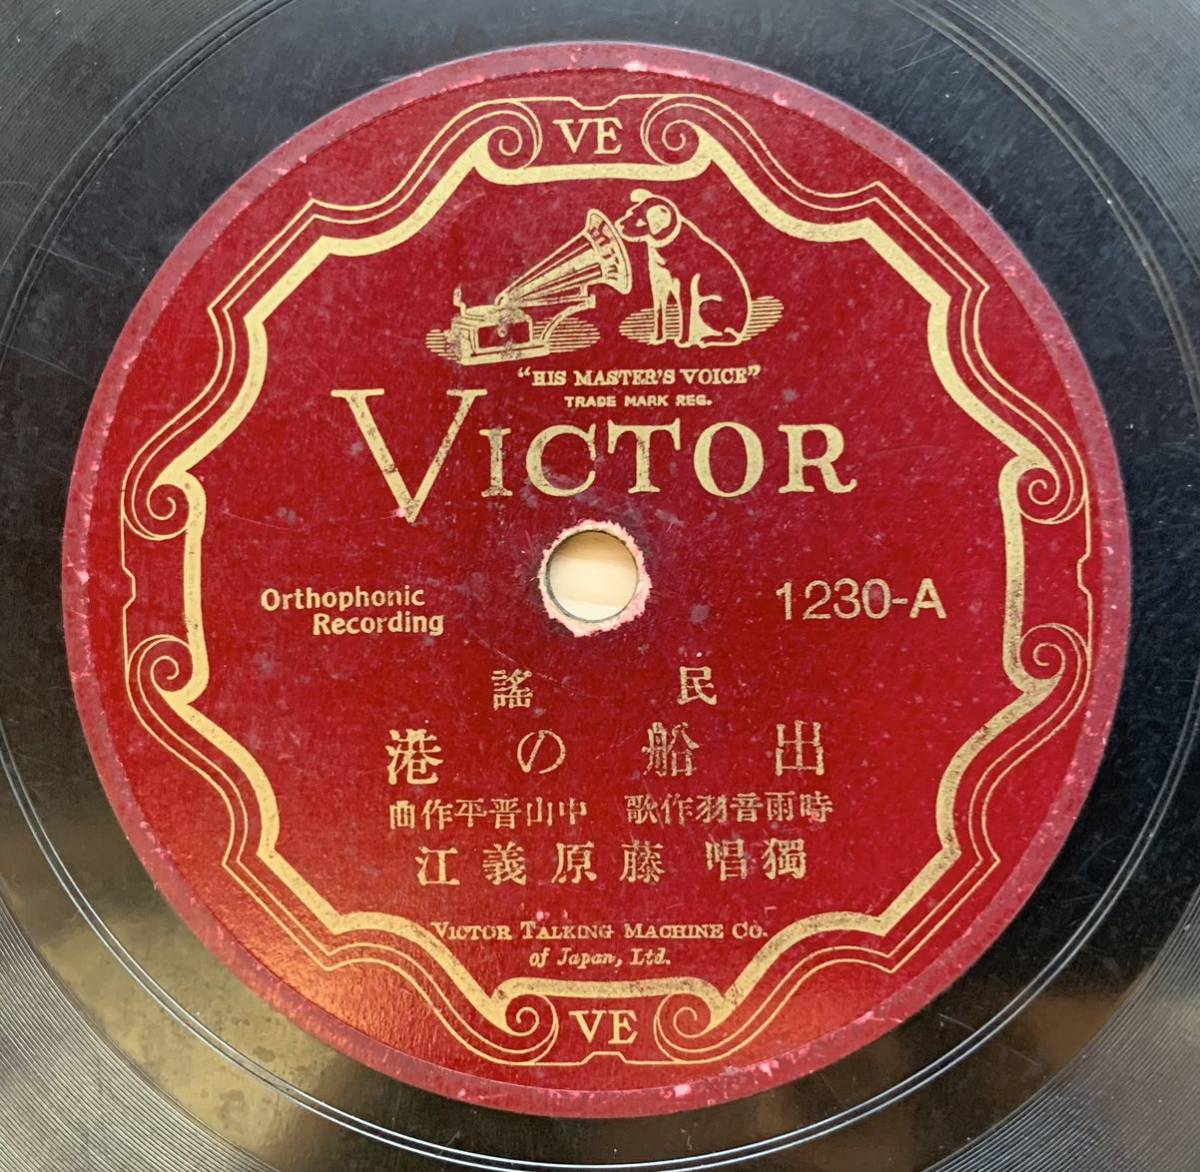 VE
"HIS MASTER'S VOICE"
TRADE MARK REG.
VICTOR
Orthophonic
Recording
1230-A
民謠
出船の港
時雨音羽作歌 中山晋平作曲
獨唱 藤原義江
VICTOR TALKING MACHINE CO.
of Japan, Ltd.
VE